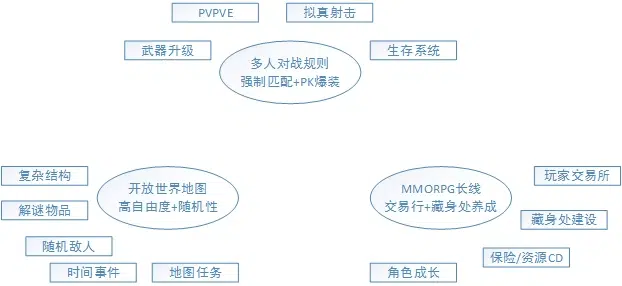 PVPVE
拟真射击
武器升级
多人对战规则
强制匹配+PK爆装
生存系统
复杂结构
开放世界地图
高自由度+随机性
MMORPG长线
交易行+藏身处养成
玩家交易所
解谜物品
藏身处建设
随机敌人
保险/资源CD
时间事件
地图任务
角色成长